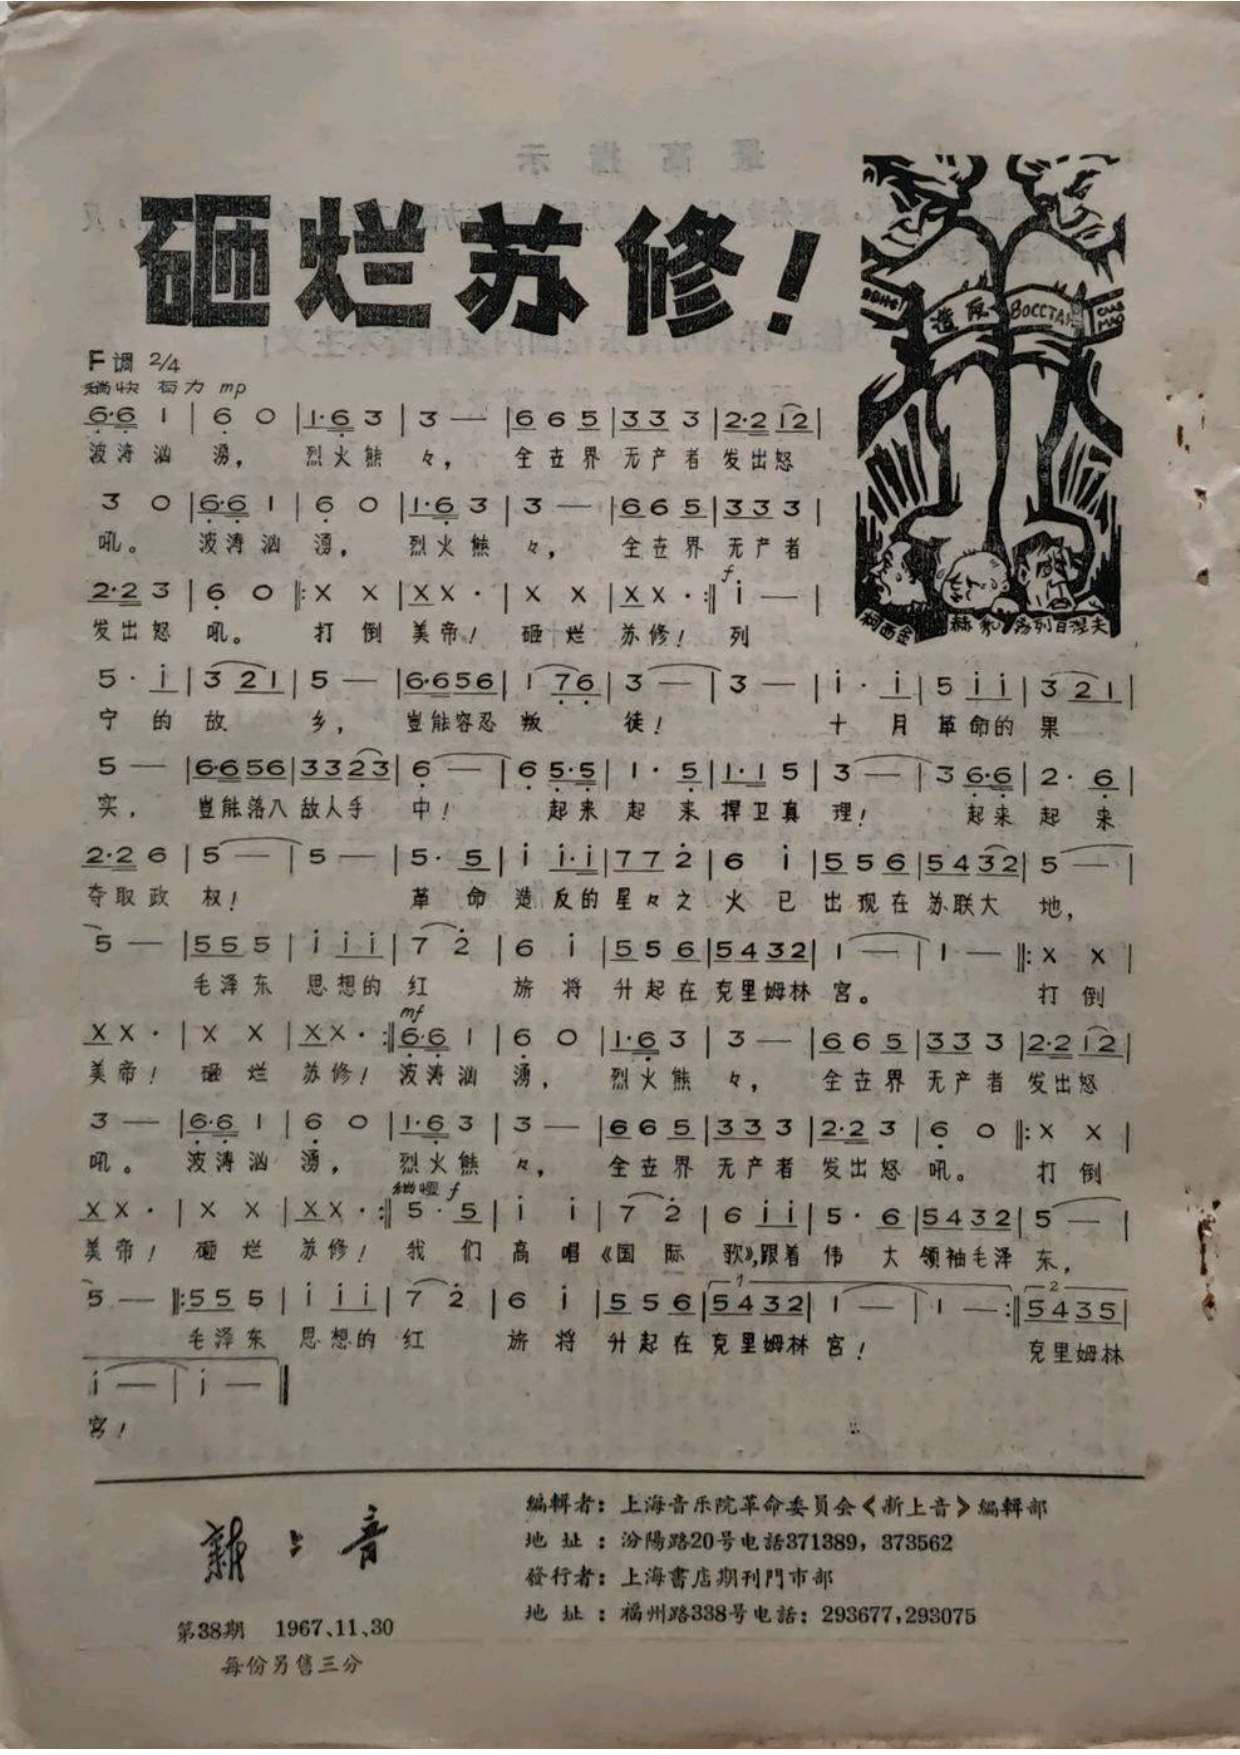 砸烂苏修!
F调 2/4
稍快 有力 mp
6·6 1 | 6 0 | 1·6 3 | 3 — | 6 6 5 | 3 3 3 | 2·2 1 2 |
波涛汹 湧, 烈火熊 々, 全世界 无产者 发出怒
3 0 | 6·6 1 | 6 0 | 1·6 3 | 3 — | 6 6 5 | 3 3 3 |
吼。 波涛汹 湧, 烈火熊 々, 全世界 无产者
2·2 3 | 6 0 ‖: X X | X X · | X X | X X · :‖ f i — |
发出怒 吼。 打倒 美帝! 砸烂 苏修! 列
5 · i | 3 2 1 | 5 — | 6·6 5 6 | 1 7 6 | 3 — | 3 — | i · i | 5 i i | 3 2 1 |
宁的 故 乡, 豈能容忍 叛 徒! 十月 革命的 果
5 — | 6·6 5 6 | 3 3 2 3 | 6 — | 6 5·5 | 1 · 5 | 1·1 5 | 3 — | 3 6·6 | 2 · 6 |
实, 豈能落入 敌人手 中! 起来 起来 捍卫真 理! 起来 起来
2·2 6 | 5 — | 5 — | 5 · 5 | i i·i | 7 7 2 | 6 i | 5 5 6 | 5 4 3 2 | 5 — |
夺取政 权! 革命 造反的 星々之 火已 出现在 苏联大 地,
5 — | 5 5 5 | i i i | 7 2 | 6 i | 5 5 6 | 5 4 3 2 | 1 — | 1 — ‖: X X |
毛泽东 思想的 红 旗将 升起在 克里姆林 宫。 打倒
X X · | X X | X X · :‖ mf 6·6 1 | 6 0 | 1·6 3 | 3 — | 6 6 5 | 3 3 3 | 2·2 1 2 |
美帝! 砸烂 苏修! 波涛汹 湧, 烈火熊 々, 全世界 无产者 发出怒
3 — | 6·6 1 | 6 0 | 1·6 3 | 3 — | 6 6 5 | 3 3 3 | 2·2 3 | 6 0 ‖: X X |
吼。 波涛汹 湧, 烈火熊 々, 全世界 无产者 发出怒 吼。 打倒
稍慢 f
X X · | X X | X X · :‖ 5 · 5 | i i | 7 2 | 6 i i | 5 · 6 | 5 4 3 2 | 5 — |
美帝! 砸烂 苏修! 我们 高唱《国际 歌》,跟着 伟大 领袖毛泽 东,
5 — ‖: 5 5 5 | i i i | 7 2 | 6 i | 5 5 6 | 1 5 4 3 2 | 1 — | 1 — :‖ 2 5 4 3 5 |
毛泽东 思想的 红 旗将 升起在 克里姆林 宫! 克里姆林
i — | i — ‖
宫!
造反 ВОССТАН
柯西金 赫秃 勃列日涅夫
新上音
第38期 1967、11、30
每份另售三分
編輯者: 上海音乐院革命委員会《新上音》編輯部
地址: 汾陽路20号电話371389, 373562
發行者: 上海書店期刊門市部
地址: 福州路338号电話: 293677,293075